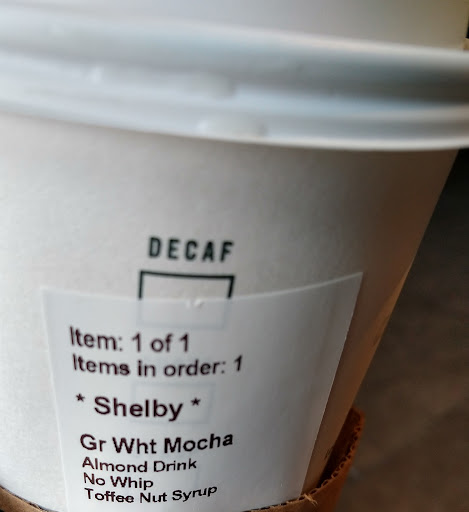 DECAF
Item: 1 of 1
Items in order: 1
* Shelby *
Gr Wht Mocha
Almond Drink
No Whip
Toffee Nut Syrup